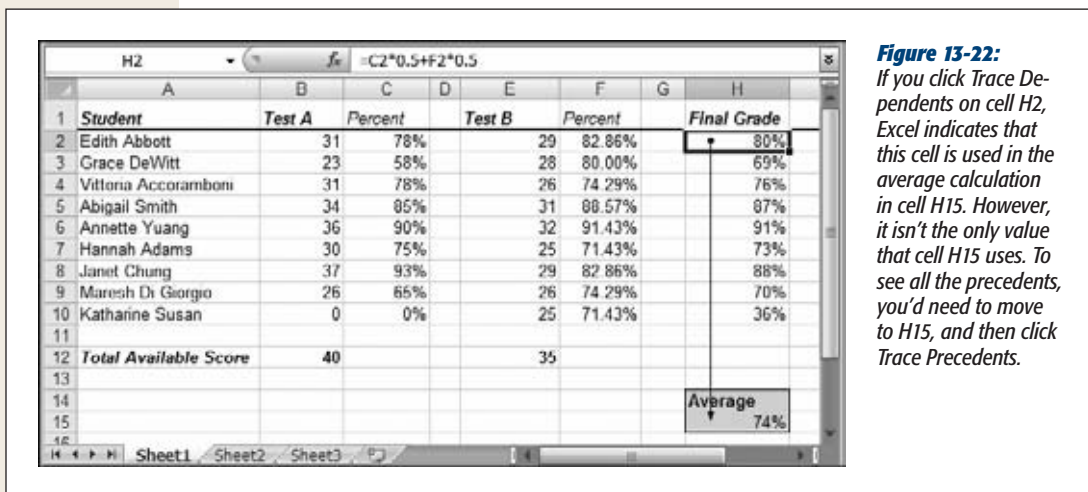 H2
fx =C2*0.5+F2*0.5
A B C D E F G H
1 Student Test A Percent Test B Percent Final Grade
2 Edith Abbott 31 78% 29 82.86% 80%
3 Grace DeWitt 23 58% 28 80.00% 69%
4 Vittoria Accoramboni 31 78% 26 74.29% 76%
5 Abigail Smith 34 85% 31 88.57% 87%
6 Annette Yuang 36 90% 32 91.43% 91%
7 Hannah Adams 30 75% 25 71.43% 73%
8 Janet Chung 37 93% 29 82.86% 88%
9 Maresh Di Giorgio 26 65% 26 74.29% 70%
10 Katharine Susan 0 0% 25 71.43% 36%
11
12 Total Available Score 40 35
13
14 Average
15 74%
16
Sheet1 Sheet2 Sheet3
Figure 13-22:
If you click Trace De-
pendents on cell H2,
Excel indicates that
this cell is used in the
average calculation
in cell H15. However,
it isn't the only value
that cell H15 uses. To
see all the precedents,
you'd need to move
to H15, and then click
Trace Precedents.